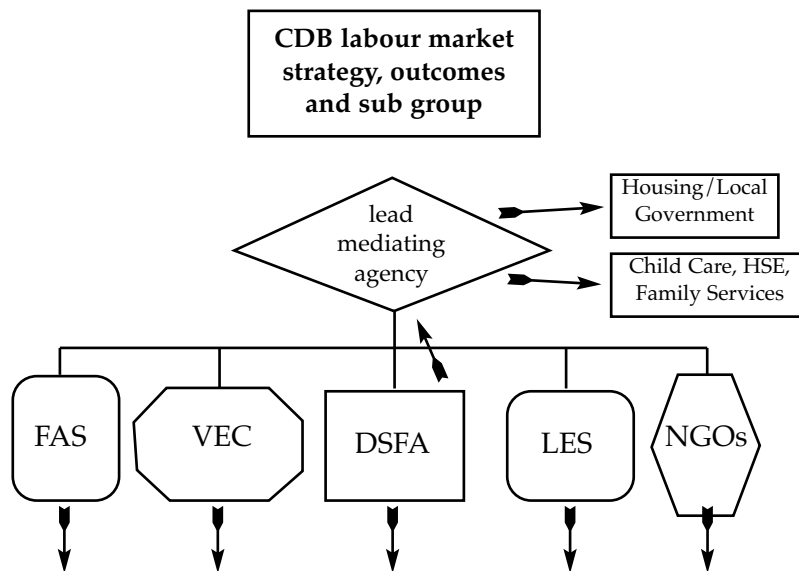 CDB labour market
strategy, outcomes
and sub group
Housing/Local
Government
lead
mediating
agency
Child Care, HSE,
Family Services
FAS
VEC
DSFA
LES
NGOs